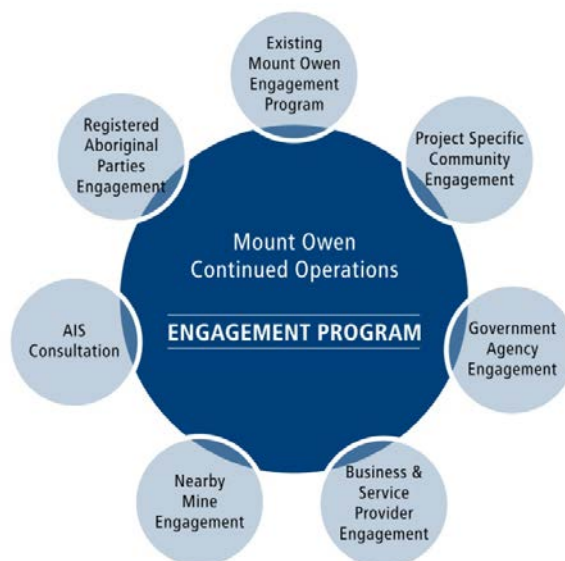 Existing
Mount Owen
Engagement
Program
Project Specific
Community
Engagement
Government
Agency
Engagement
Business &
Service
Provider
Engagement
Nearby
Mine
Engagement
AIS
Consultation
Registered
Aboriginal
Parties
Engagement
Mount Owen
Continued Operations
ENGAGEMENT PROGRAM